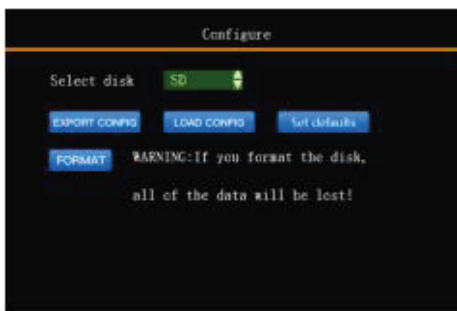 Configure
Select disk SD
EXPORT CONFIG LOAD CONFIG Set defaults
FORMAT WARNING:If you format the disk,
all of the data will be lost!